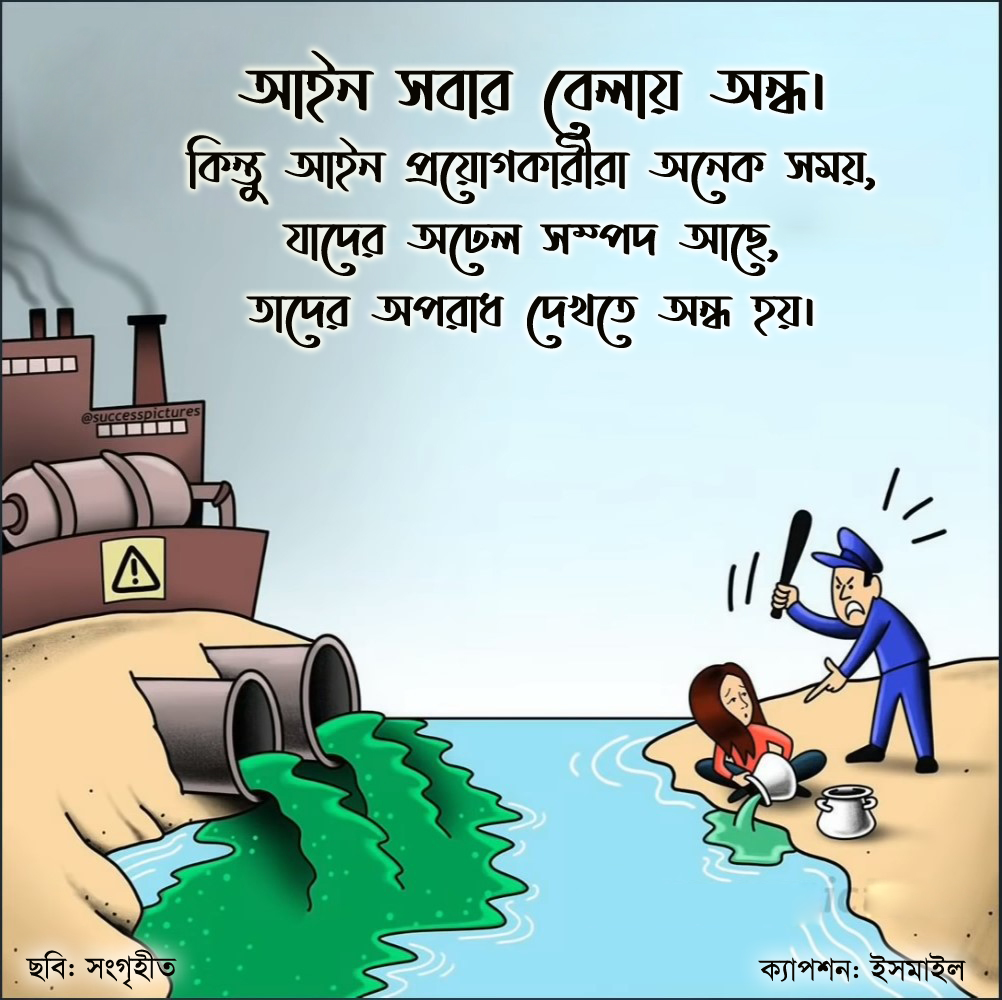 আইন সবার বেলায় অন্ধ।
কিন্তু আইন প্রয়োগকারীরা অনেক সময়,
যাদের অঢেল সম্পদ আছে,
তাদের অপরাধ দেখতে অন্ধ হয়।
@successpictures
ছবি: সংগৃহীত
ক্যাপশন: ইসমাইল